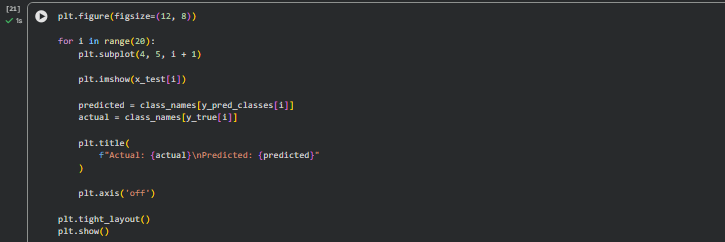 [21]
✓ 1s
plt.figure(figsize=(12, 8))
for i in range(20):
    plt.subplot(4, 5, i + 1)
    plt.imshow(x_test[i])
    predicted = class_names[y_pred_classes[i]]
    actual = class_names[y_true[i]]
    plt.title(
        f"Actual: {actual}\nPredicted: {predicted}"
    )
    plt.axis('off')
plt.tight_layout()
plt.show()